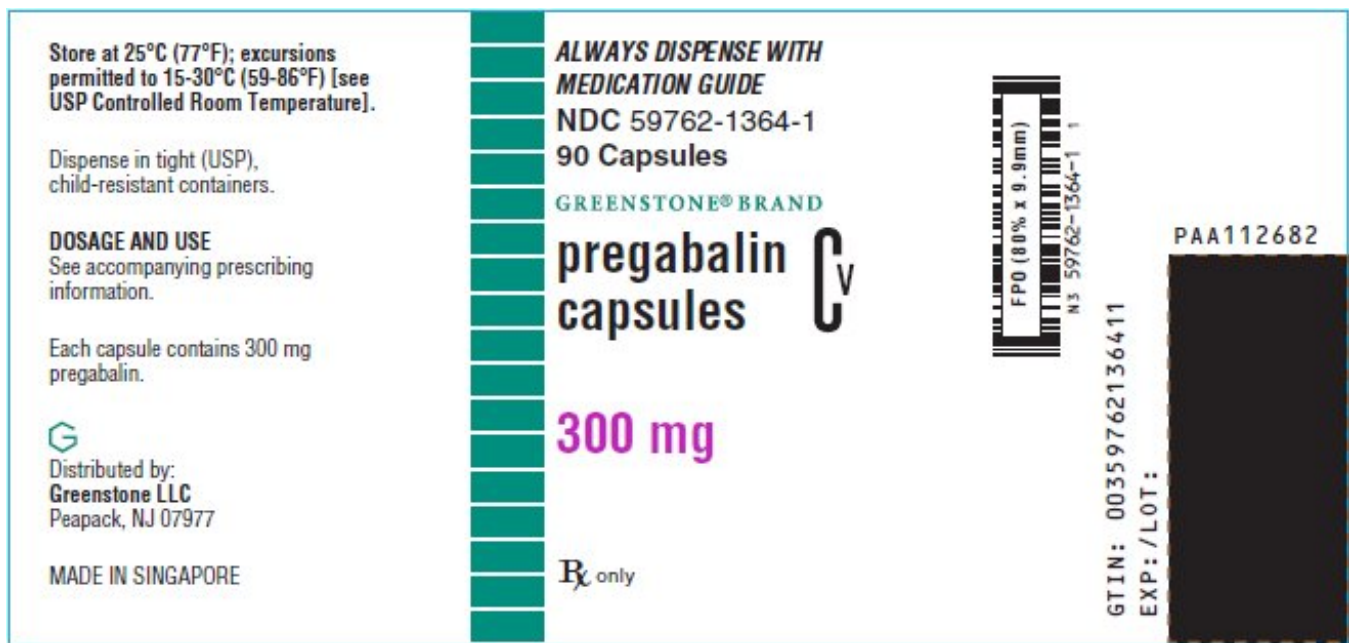 Store at 25°C (77°F); excursions
permitted to 15-30°C (59-86°F) [see
USP Controlled Room Temperature].
Dispense in tight (USP),
child-resistant containers.
DOSAGE AND USE
See accompanying prescribing
information.
Each capsule contains 300 mg
pregabalin.
G
Distributed by:
Greenstone LLC
Peapack, NJ 07977
MADE IN SINGAPORE
ALWAYS DISPENSE WITH
MEDICATION GUIDE
NDC 59762-1364-1
90 Capsules
GREENSTONE® BRAND
pregabalin
capsules
CV
300 mg
Rx only
FPO (80% x 9.9mm)
N3 59762-1364-1 1
GTIN: 00359762136411
EXP:/LOT:
PAA112682